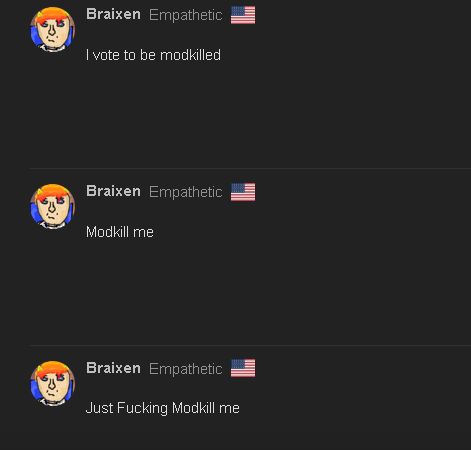 Braixen Empathetic
I vote to be modkilled
Braixen Empathetic
Modkill me
Braixen Empathetic
Just Fucking Modkill me